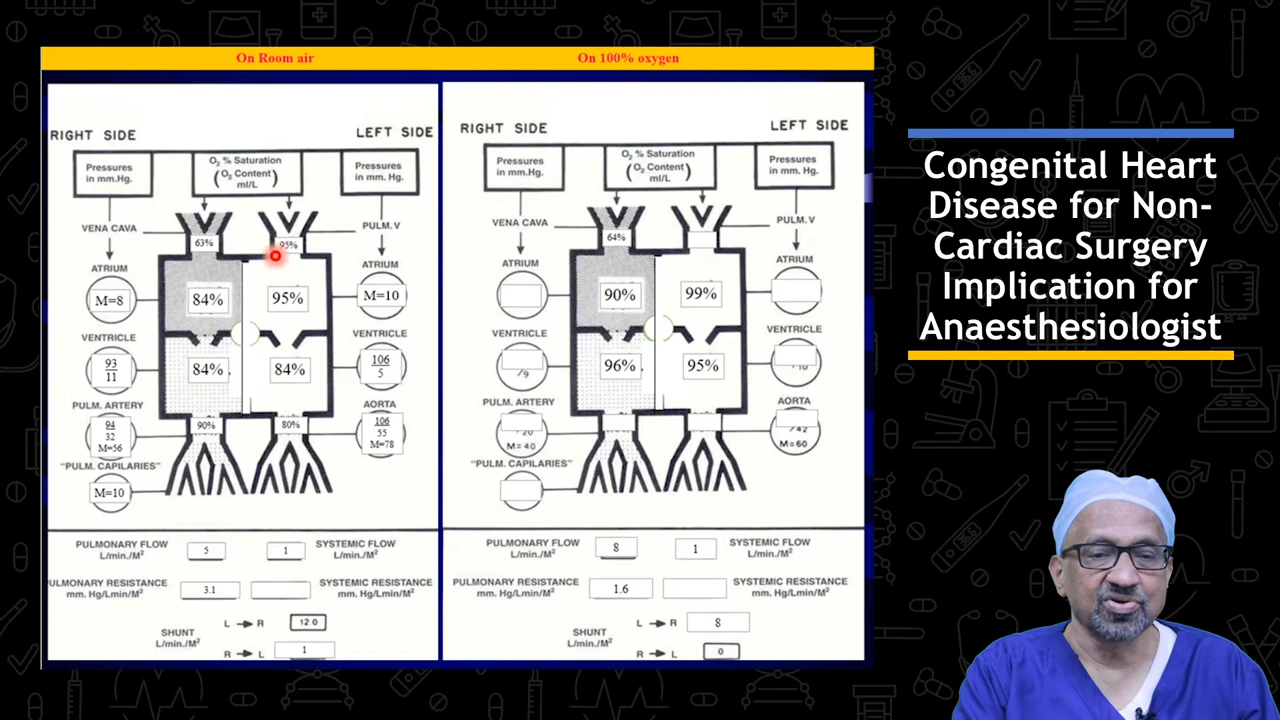 On Room air
RIGHT SIDE
LEFT SIDE
Pressures
in mm.Hg.
O2 % Saturation
(O2 Content)
ml/L
Pressures
in mm. Hg.
VENA CAVA
63%
95%
PULM.V
ATRIUM
ATRIUM
M=8
84%
95%
M=10
VENTRICLE
VENTRICLE
93
11
84%
84%
106
5
PULM. ARTERY
AORTA
94
32
M=56
90%
80%
106
55
M=78
"PULM. CAPILARIES"
M=10
PULMONARY FLOW
L/min./M2
5
1
SYSTEMIC FLOW
L/min./M2
PULMONARY RESISTANCE
mm. Hg/Lmin/M2
3.1
SYSTEMIC RESISTANCE
mm. Hg/Lmin/M2
SHUNT
L/min./M2
L → R
120
R → L
1
On 100% oxygen
RIGHT SIDE
LEFT SIDE
Pressures
in mm.Hg.
O2 % Saturation
(O2 Content)
ml/L
Pressures
in mm. Hg.
VENA CAVA
64%
PULM. V
ATRIUM
ATRIUM
90%
99%
VENTRICLE
VENTRICLE
/9
96%
95%
PULM. ARTERY
AORTA
M=40
/42
M=60
"PULM. CAPILARIES"
PULMONARY FLOW
L/min./M2
8
1
SYSTEMIC FLOW
L/min./M2
PULMONARY RESISTANCE
mm. Hg/Lmin/M2
1.6
SYSTEMIC RESISTANCE
mm. Hg/Lmin/M2
SHUNT
L/min./M2
L → R
8
R → L
0
Congenital Heart
Disease for Non-
Cardiac Surgery
Implication for
Anaesthesiologist